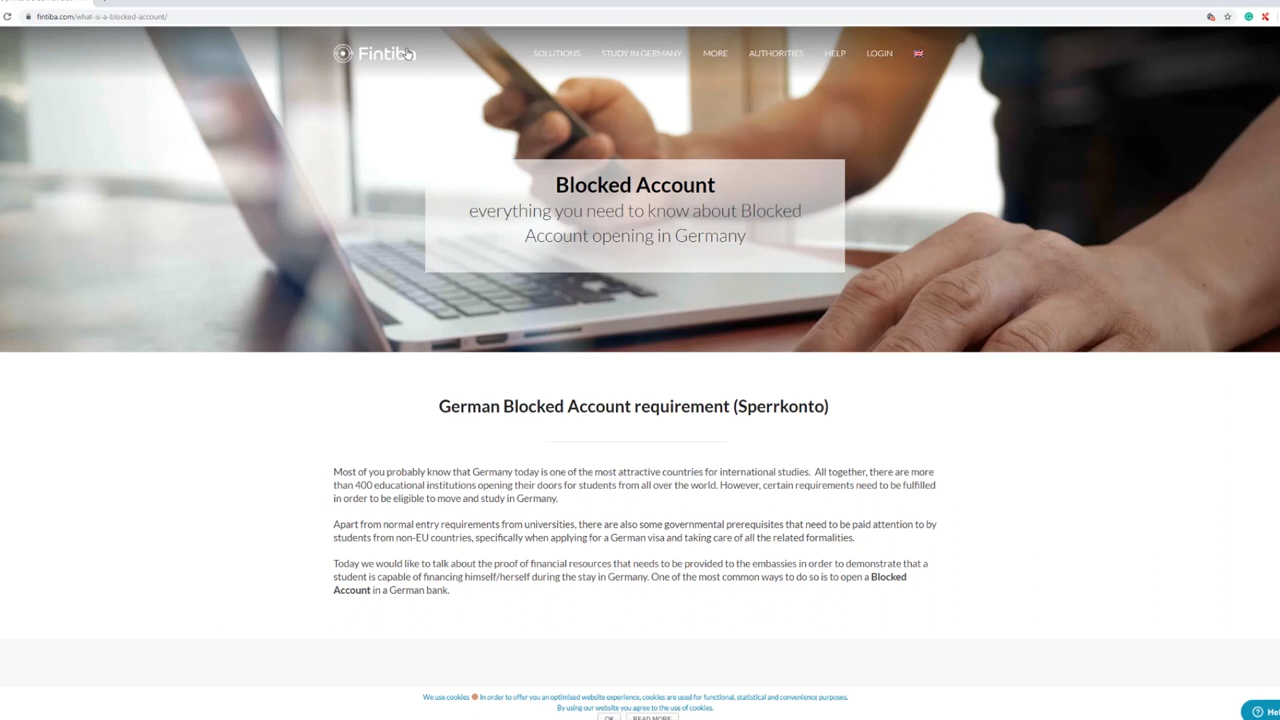 fintiba.com/what-is-a-blocked-account/
Fintiba SOLUTIONS STUDY IN GERMANY MORE AUTHORITIES HELP LOGIN
Blocked Account
everything you need to know about Blocked
Account opening in Germany
German Blocked Account requirement (Sperrkonto)
Most of you probably know that Germany today is one of the most attractive countries for international studies. All together, there are more
than 400 educational institutions opening their doors for students from all over the world. However, certain requirements need to be fulfilled
in order to be eligible to move and study in Germany.
Apart from normal entry requirements from universities, there are also some governmental prerequisites that need to be paid attention to by
students from non-EU countries, specifically when applying for a German visa and taking care of all the related formalities.
Today we would like to talk about the proof of financial resources that needs to be provided to the embassies in order to demonstrate that a
student is capable of financing himself/herself during the stay in Germany. One of the most common ways to do so is to open a Blocked
Account in a German bank.
We use cookies In order to offer you an optimised website experience, cookies are used for functional, statistical and convenience purposes.
By using our website you agree to the use of cookies.
OK READ MORE